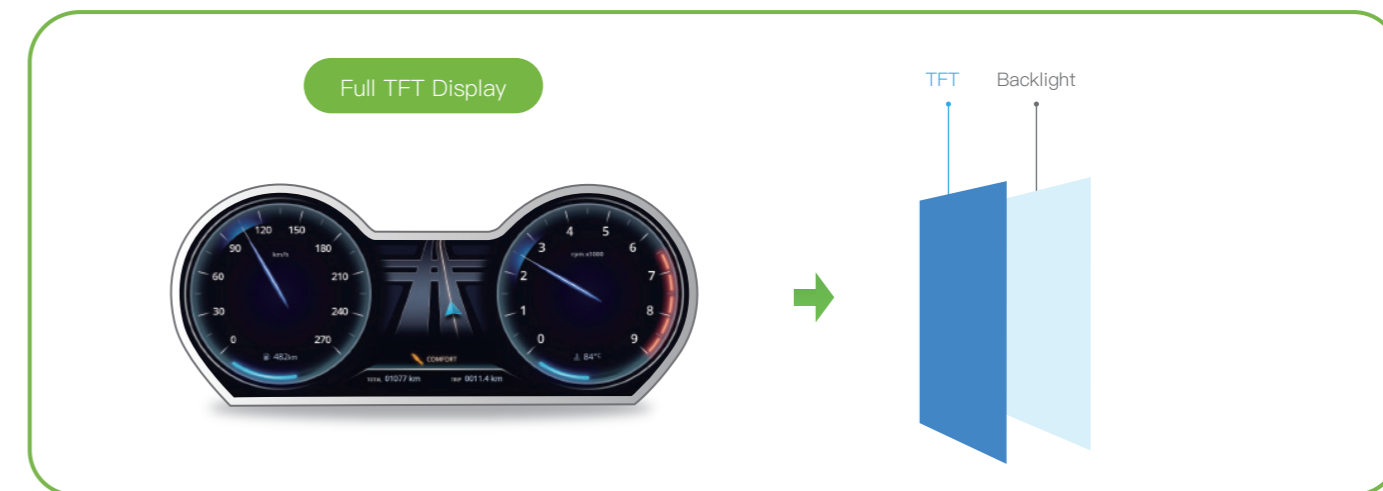 Full TFT Display
TFT Backlight
120 150
90 km/h 180
60 210
30 240
0 270
482km
COMFORT
TOTAL 01077 km TRIP 0011.4 km
4 5
3 rpm x1000 6
2 7
1 8
0 9
84°C